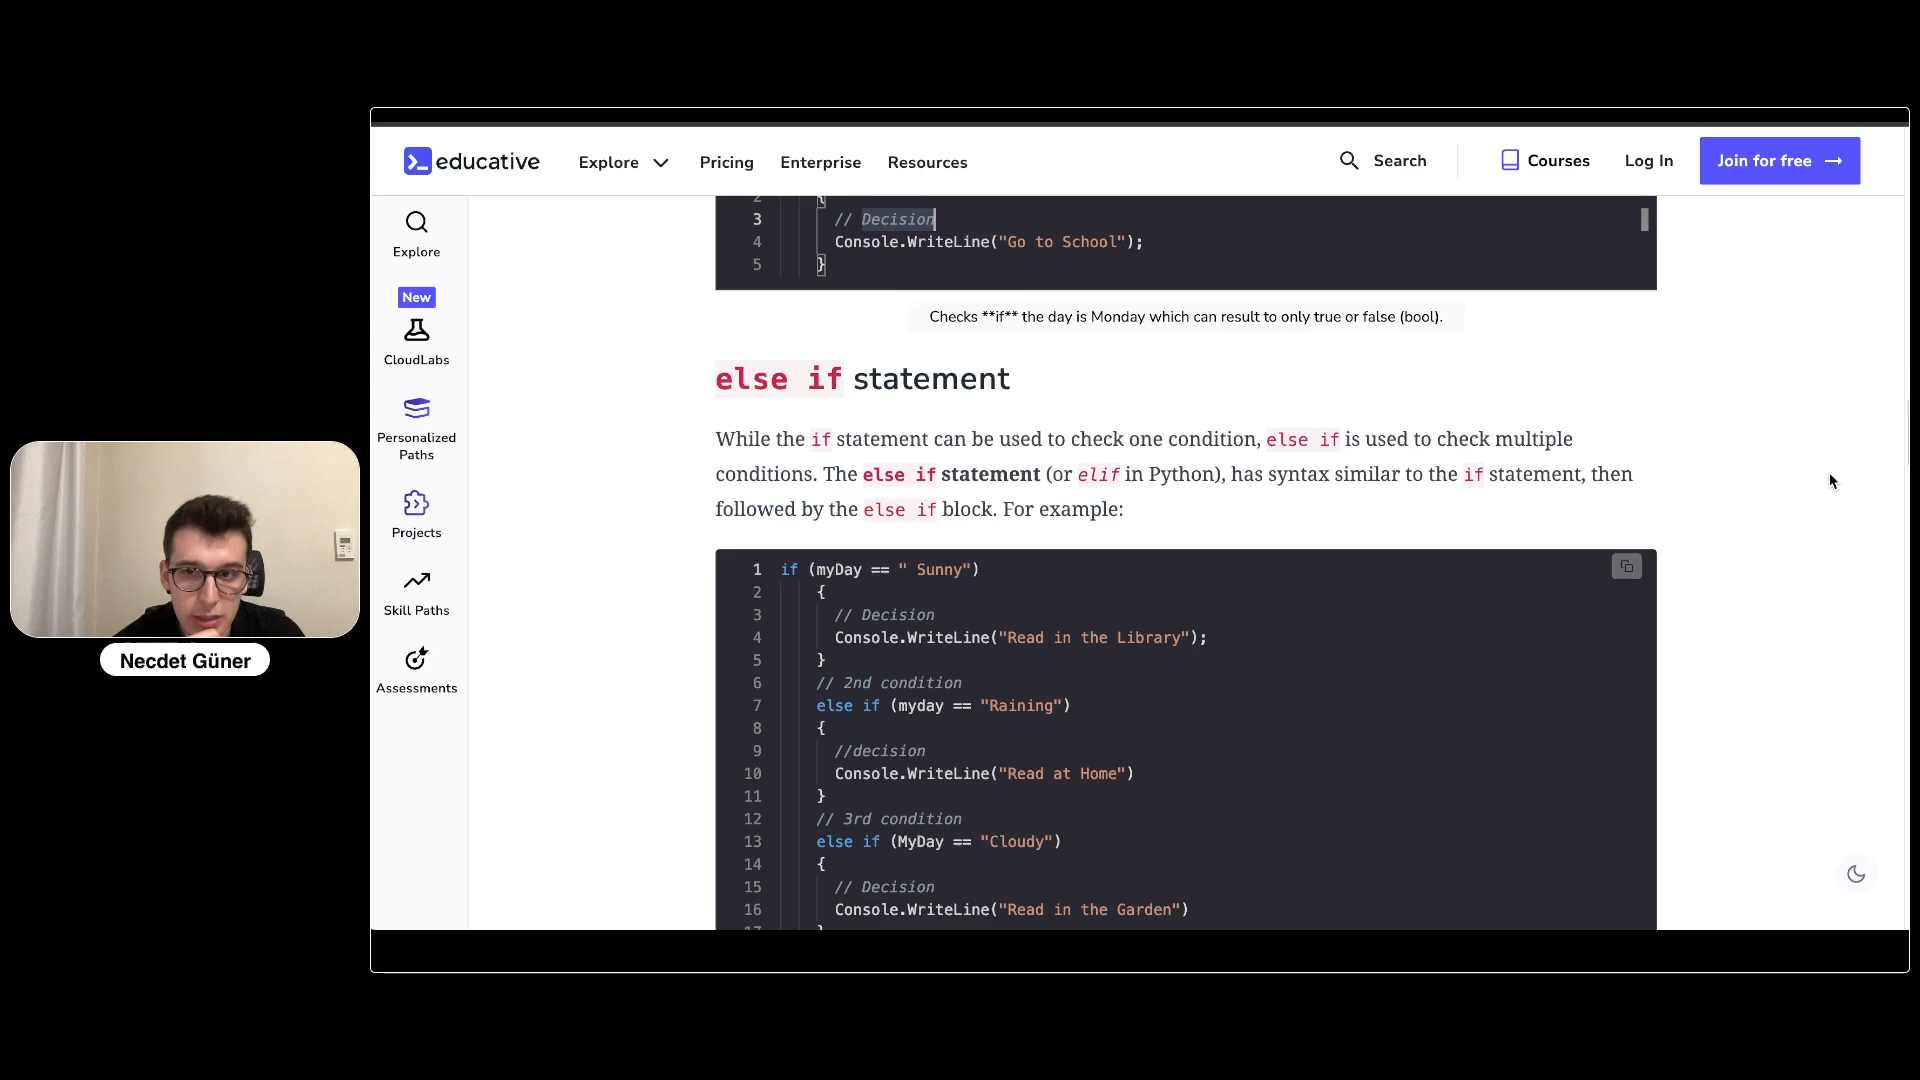 educative
Explore
Pricing
Enterprise
Resources
Search
Courses
Log In
Join for free
Explore
New
CloudLabs
Personalized
Paths
Projects
Skill Paths
Assessments
Necdet Güner
2 {
3 // Decision
4 Console.WriteLine("Go to School");
5 }
Checks **if** the day is Monday which can result to only true or false (bool).
else if statement
While the if statement can be used to check one condition, else if is used to check multiple
conditions. The else if statement (or elif in Python), has syntax similar to the if statement, then
followed by the else if block. For example:
1 if (myDay == " Sunny")
2 {
3 // Decision
4 Console.WriteLine("Read in the Library");
5 }
6 // 2nd condition
7 else if (myday == "Raining")
8 {
9 //decision
10 Console.WriteLine("Read at Home")
11 }
12 // 3rd condition
13 else if (MyDay == "Cloudy")
14 {
15 // Decision
16 Console.WriteLine("Read in the Garden")